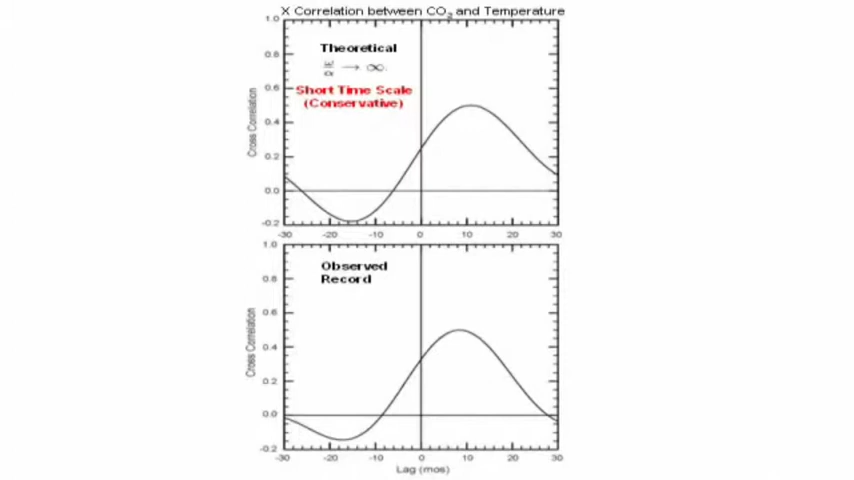 X Correlation between CO2 and Temperature
1.0
0.8
0.6
0.4
0.2
0.0
-0.2
Cross Correlation
Theoretical
ω/α → ∞.
Short Time Scale
(Conservative)
-30 -20 -10 0 10 20 30
1.0
0.8
0.6
0.4
0.2
0.0
-0.2
Cross Correlation
Observed
Record
-30 -20 -10 0 10 20 30
Lag (mos)